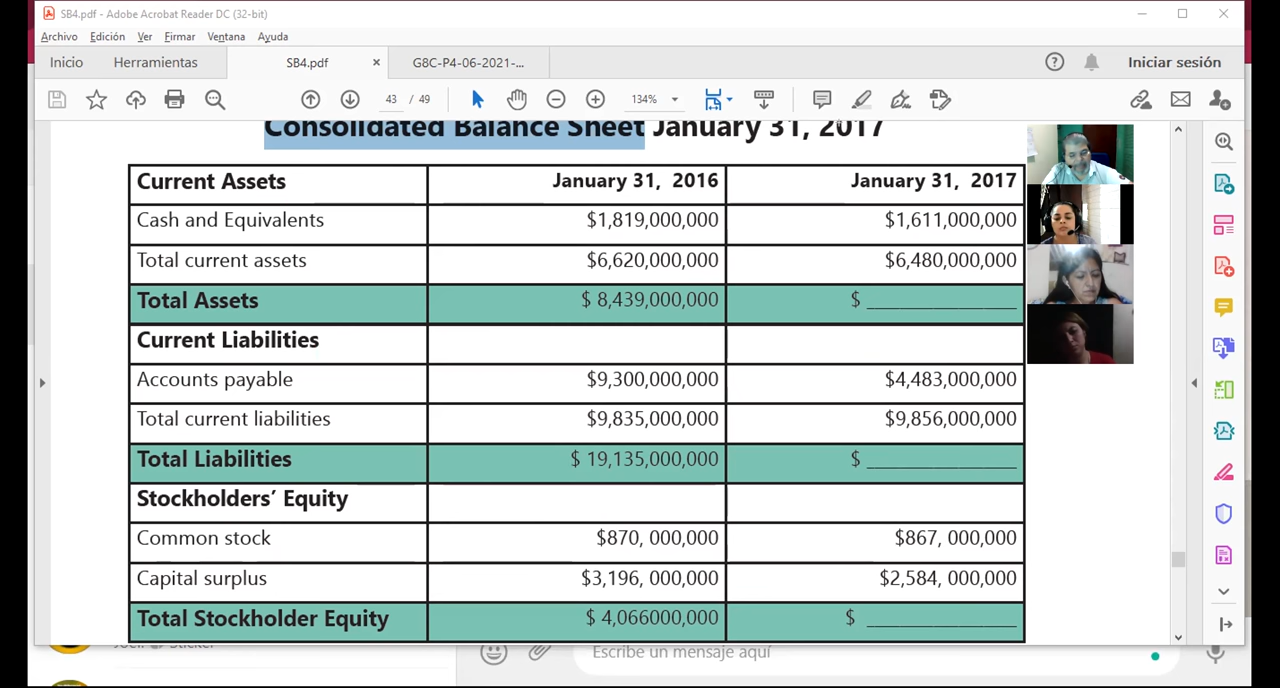 SB4.pdf - Adobe Acrobat Reader DC (32-bit)
Archivo Edición Ver Firmar Ventana Ayuda
Inicio Herramientas SB4.pdf × G8C-P4-06-2021-... Iniciar sesión
43 / 49 134%
Consolidated Balance Sheet January 31, 2017
Current Assets January 31, 2016 January 31, 2017
Cash and Equivalents $1,819,000,000 $1,611,000,000
Total current assets $6,620,000,000 $6,480,000,000
Total Assets $ 8,439,000,000 $ ______________
Current Liabilities
Accounts payable $9,300,000,000 $4,483,000,000
Total current liabilities $9,835,000,000 $9,856,000,000
Total Liabilities $ 19,135,000,000 $ ______________
Stockholders’ Equity
Common stock $870, 000,000 $867, 000,000
Capital surplus $3,196, 000,000 $2,584, 000,000
Total Stockholder Equity $ 4,066000,000 $ ______________
Escribe un mensaje aquí